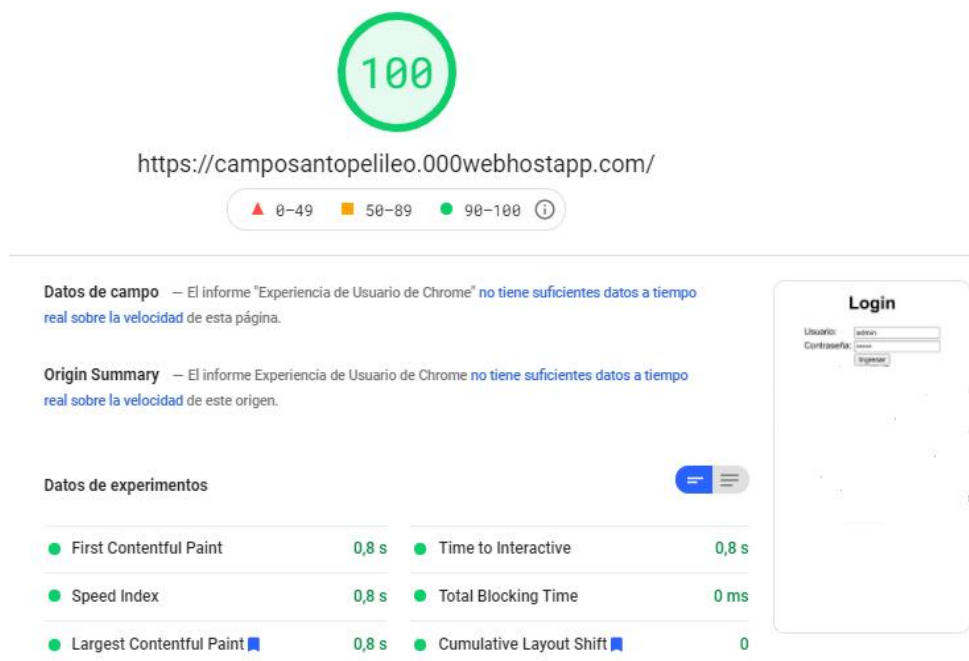 100
https://camposantopelileo.000webhostapp.com/
0–49 50–89 90–100
Datos de campo — El informe "Experiencia de Usuario de Chrome" no tiene suficientes datos a tiempo
real sobre la velocidad de esta página.
Origin Summary — El informe Experiencia de Usuario de Chrome no tiene suficientes datos a tiempo
real sobre la velocidad de este origen.
Login
Usuario: admin
Contraseña:
Ingresar
Datos de experimentos
First Contentful Paint 0,8 s
Time to Interactive 0,8 s
Speed Index 0,8 s
Total Blocking Time 0 ms
Largest Contentful Paint 0,8 s
Cumulative Layout Shift 0